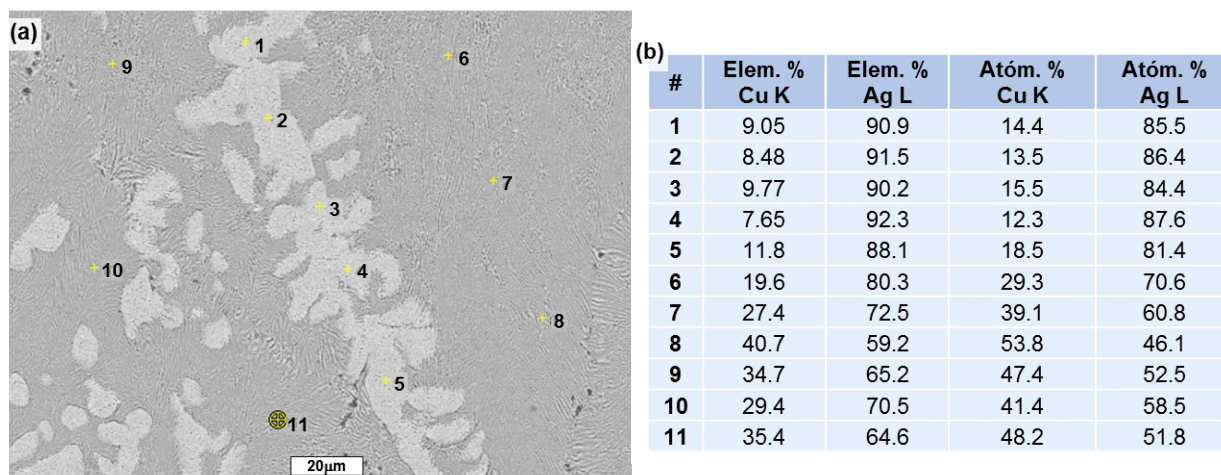 (a)
1
2
3
4
5
6
7
8
9
10
11
20μm
(b)
# Elem. % Cu K Elem. % Ag L Atóm. % Cu K Atóm. % Ag L
1 9.05 90.9 14.4 85.5
2 8.48 91.5 13.5 86.4
3 9.77 90.2 15.5 84.4
4 7.65 92.3 12.3 87.6
5 11.8 88.1 18.5 81.4
6 19.6 80.3 29.3 70.6
7 27.4 72.5 39.1 60.8
8 40.7 59.2 53.8 46.1
9 34.7 65.2 47.4 52.5
10 29.4 70.5 41.4 58.5
11 35.4 64.6 48.2 51.8